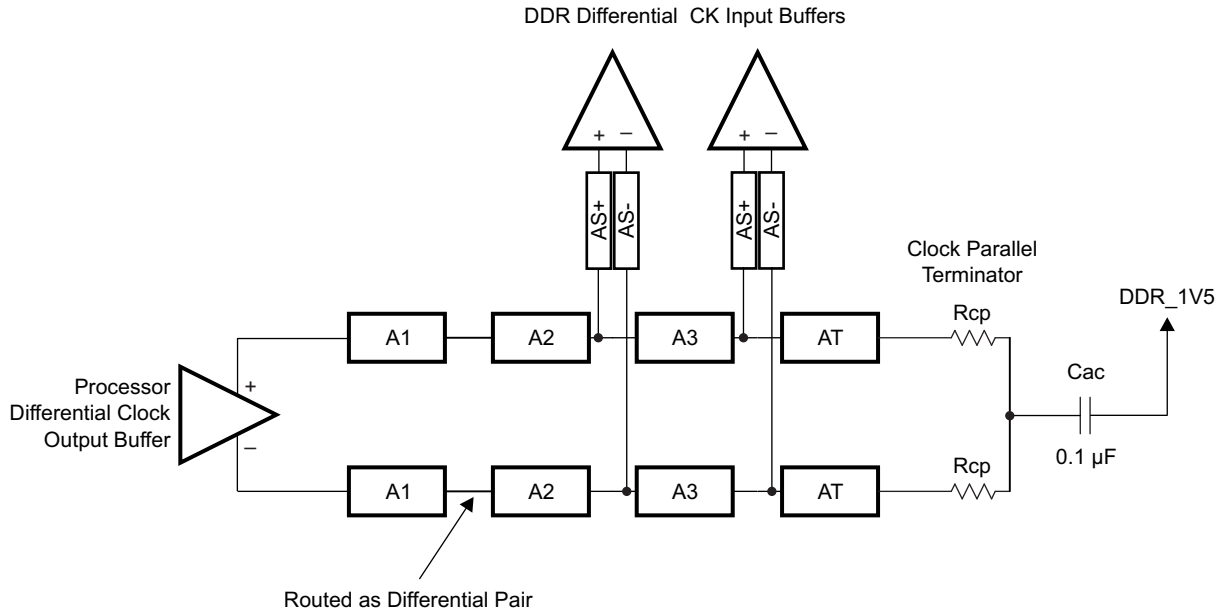 DDR Differential CK Input Buffers
+ −
+ −
AS+
AS-
AS+
AS-
Clock Parallel
Terminator
DDR_1V5
A1
A2
A3
AT
Rcp
Processor
Differential Clock
Output Buffer
+
−
Cac
0.1 µF
A1
A2
A3
AT
Rcp
Routed as Differential Pair